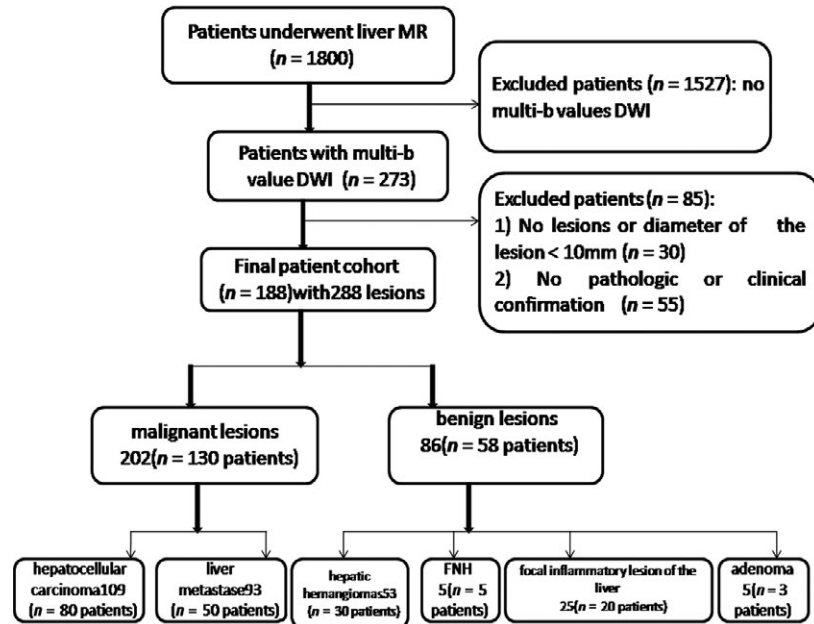 Patients underwent liver MR
(n = 1800)
Excluded patients (n = 1527): no
multi-b values DWI
Patients with multi-b
value DWI (n = 273)
Excluded patients (n = 85):
1) No lesions or diameter of the
lesion < 10mm (n = 30)
2) No pathologic or clinical
confirmation (n = 55)
Final patient cohort
(n = 188)with288 lesions
malignant lesions
202(n = 130 patients)
benign lesions
86(n = 58 patients)
hepatocellular
carcinoma109
(n = 80 patients)
liver
metastase93
(n = 50 patients)
hepatic
hemangiomas53
(n = 30 patients)
FNH
5(n = 5
patients)
focal inflammatory lesion of the
liver
25(n = 20 patients)
adenoma
5(n = 3
patients)